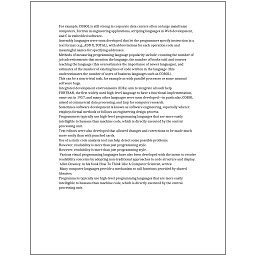 For example, COBOL is still strong in corporate data centers often on large mainframe
computers, Fortran in engineering applications, scripting languages in Web development,
and C in embedded software.
Assembly languages were soon developed that let the programmer specify instruction in a
text format (e.g., ADD X, TOTAL), with abbreviations for each operation code and
meaningful names for specifying addresses.
Methods of measuring programming language popularity include: counting the number of
job advertisements that mention the language, the number of books sold and courses
teaching the language (this overestimates the importance of newer languages), and
estimates of the number of existing lines of code written in the language (this
underestimates the number of users of business languages such as COBOL).
This can be a non-trivial task, for example as with parallel processes or some unusual
software bugs.
Integrated development environments (IDEs) aim to integrate all such help.
FORTRAN, the first widely used high-level language to have a functional implementation,
came out in 1957, and many other languages were soon developed—in particular, COBOL
aimed at commercial data processing, and Lisp for computer research.
Sometimes software development is known as software engineering, especially when it
employs formal methods or follows an engineering design process.
Programmers typically use high-level programming languages that are more easily
intelligible to humans than machine code, which is directly executed by the central
processing unit.
Text editors were also developed that allowed changes and corrections to be made much
more easily than with punched cards.
Use of a static code analysis tool can help detect some possible problems.
However, readability is more than just programming style.
However, readability is more than just programming style.
Various visual programming languages have also been developed with the intent to resolve
readability concerns by adopting non-traditional approaches to code structure and display.
Allen Downey, in his book How To Think Like A Computer Scientist, writes:
Many computer languages provide a mechanism to call functions provided by shared
libraries.
Programmers typically use high-level programming languages that are more easily
intelligible to humans than machine code, which is directly executed by the central
processing unit.